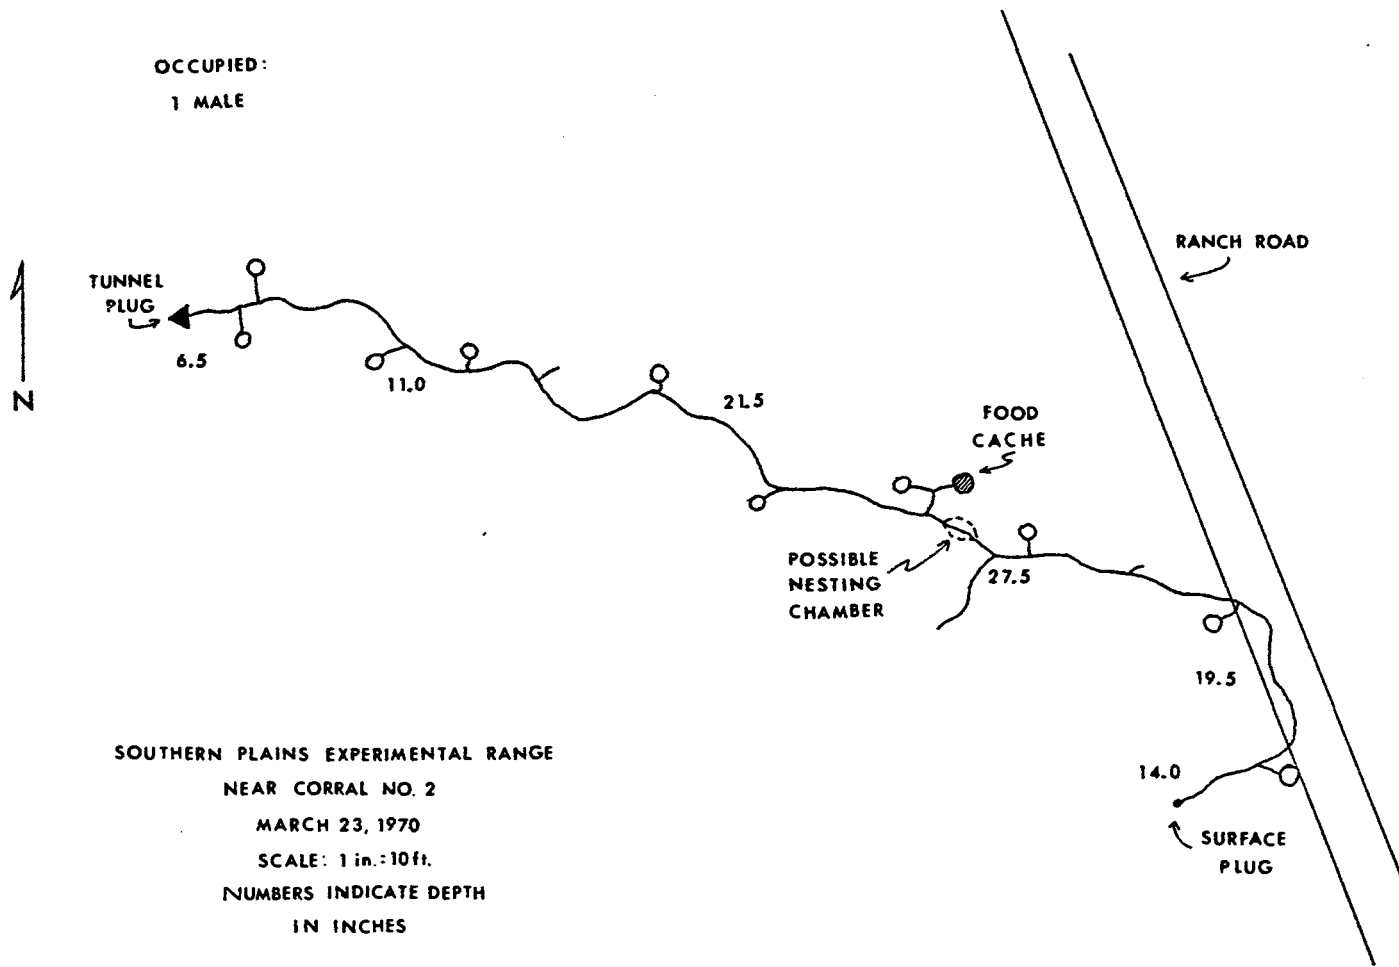 OCCUPIED:
1 MALE
RANCH ROAD
TUNNEL
PLUG
6.5
N
11.0
21.5
FOOD
CACHE
POSSIBLE
NESTING
CHAMBER
27.5
19.5
14.0
SURFACE
PLUG
SOUTHERN PLAINS EXPERIMENTAL RANGE
NEAR CORRAL NO. 2
MARCH 23, 1970
SCALE: 1 in.:10ft.
NUMBERS INDICATE DEPTH
IN INCHES